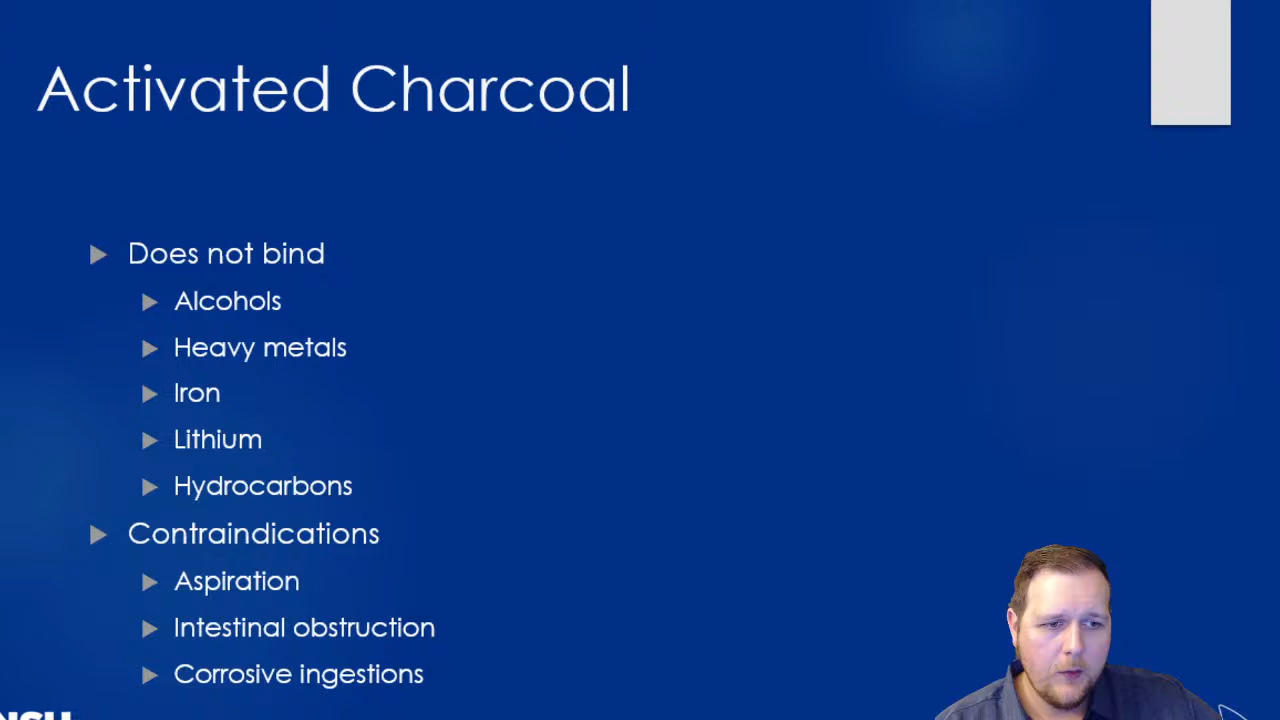 Activated Charcoal
Does not bind
Alcohols
Heavy metals
Iron
Lithium
Hydrocarbons
Contraindications
Aspiration
Intestinal obstruction
Corrosive ingestions